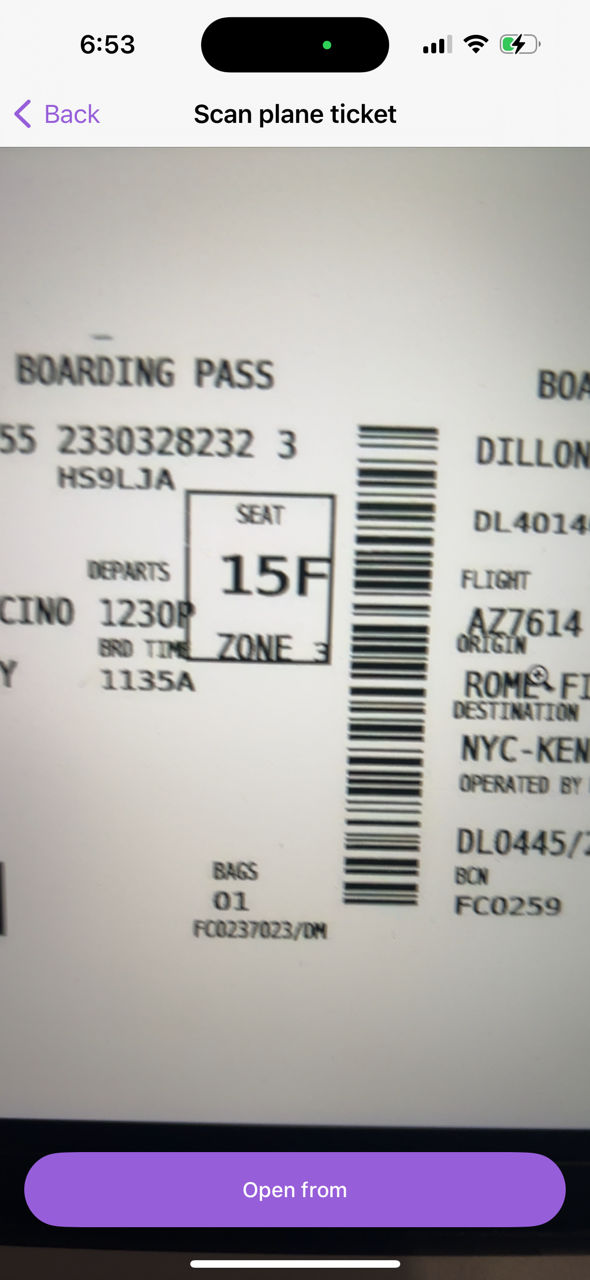 6:53
Back
Scan plane ticket
BOARDING PASS
55 2330328232 3
HS9LJA
SEAT
15F
ZONE 3
DEPARTS
CINO 1230P
BRD TIME
Y 1135A
BAGS
01
FC0237023/DM
BOA
DILLON
DL4014
FLIGHT
AZ7614
ORIGIN
ROME-FI
DESTINATION
NYC-KEN
OPERATED BY
DL0445/2
BCN
FC0259
Open from